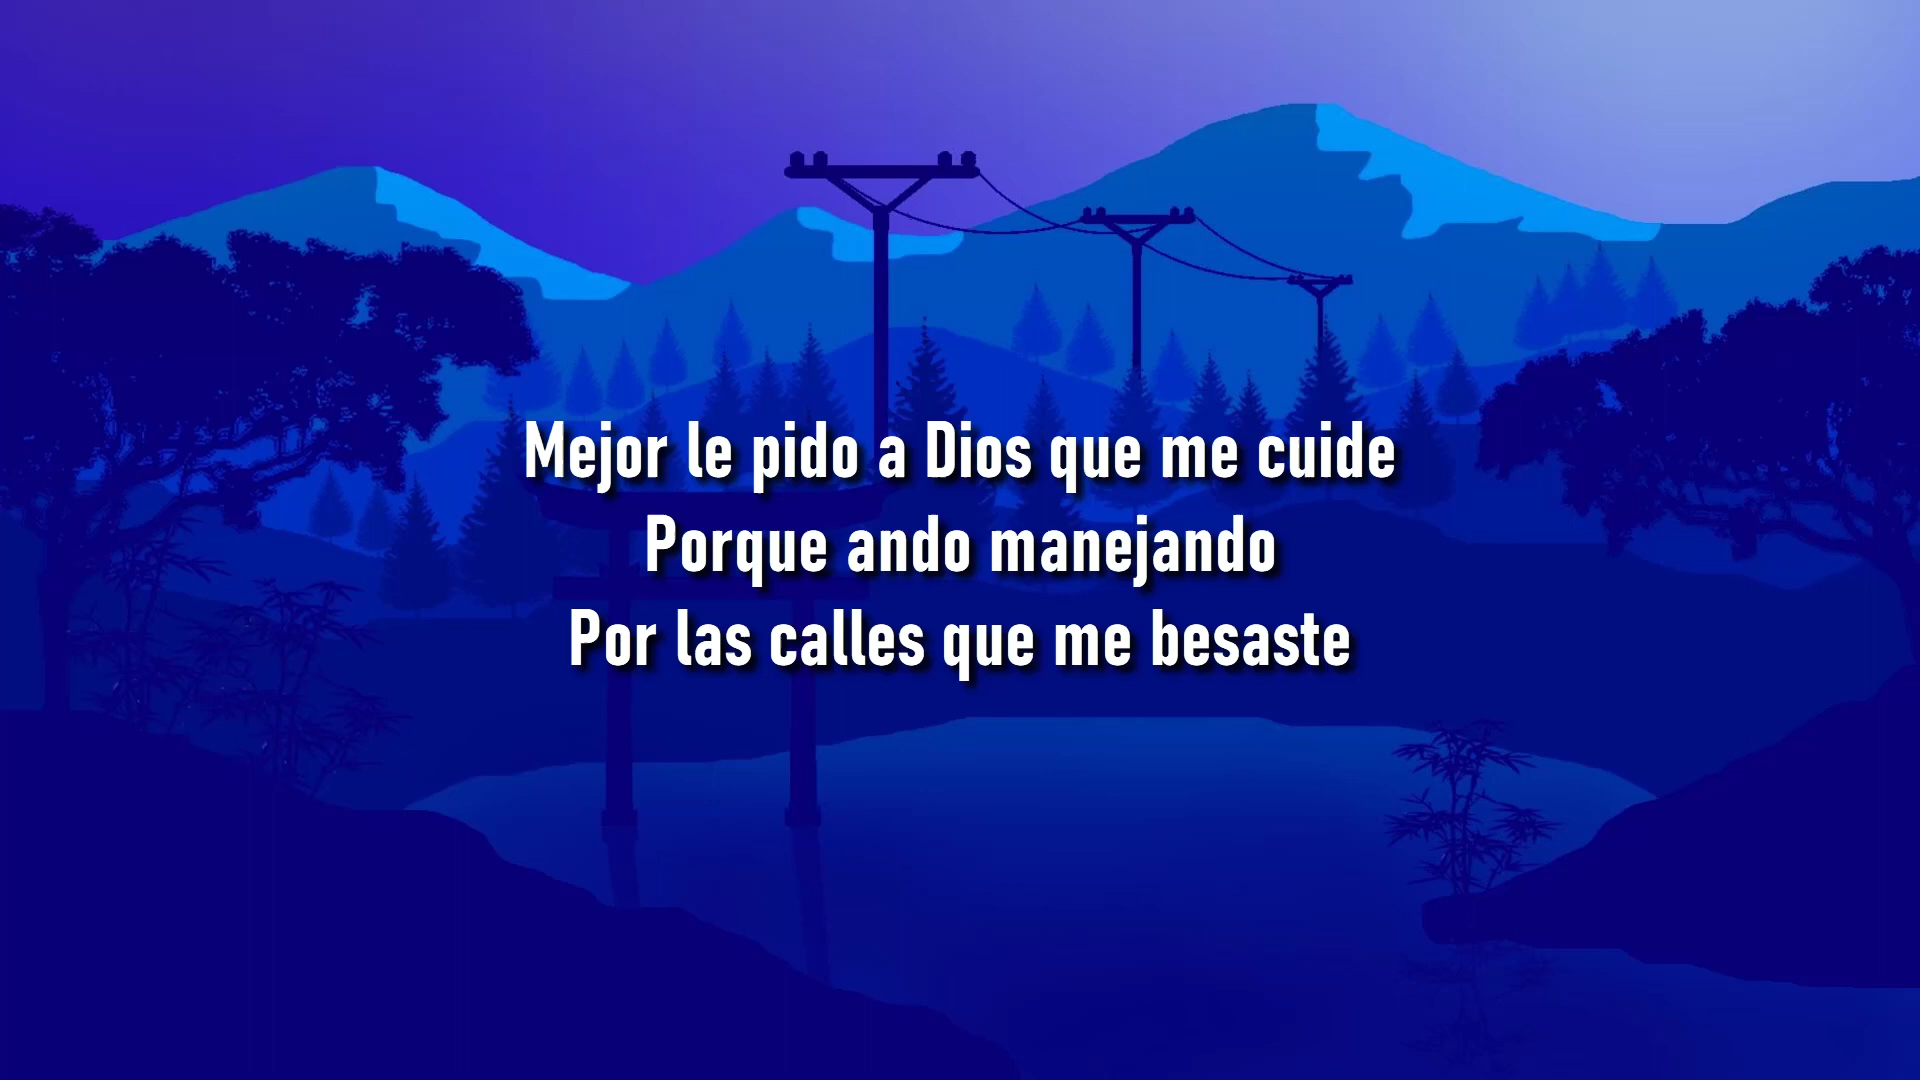 Mejor le pido a Dios que me cuide
Porque ando manejando
Por las calles que me besaste